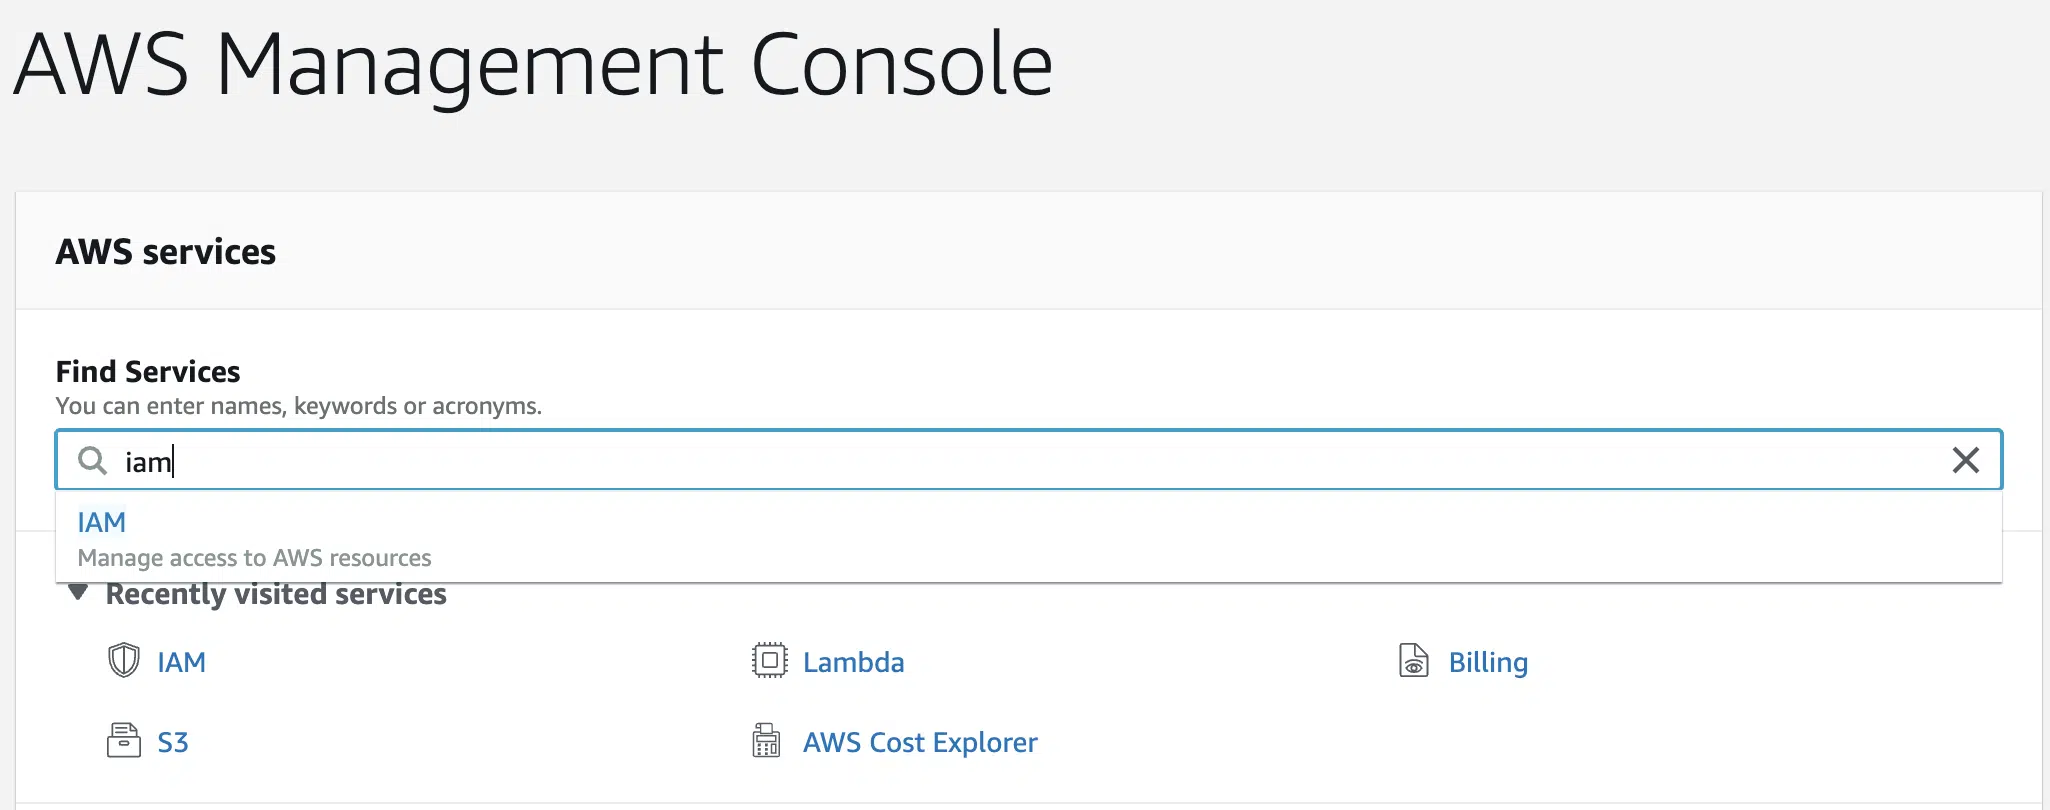 AWS Management Console
AWS services
Find Services
You can enter names, keywords or acronyms.
iam
IAM
Manage access to AWS resources
Recently visited services
IAM
Lambda
Billing
S3
AWS Cost Explorer